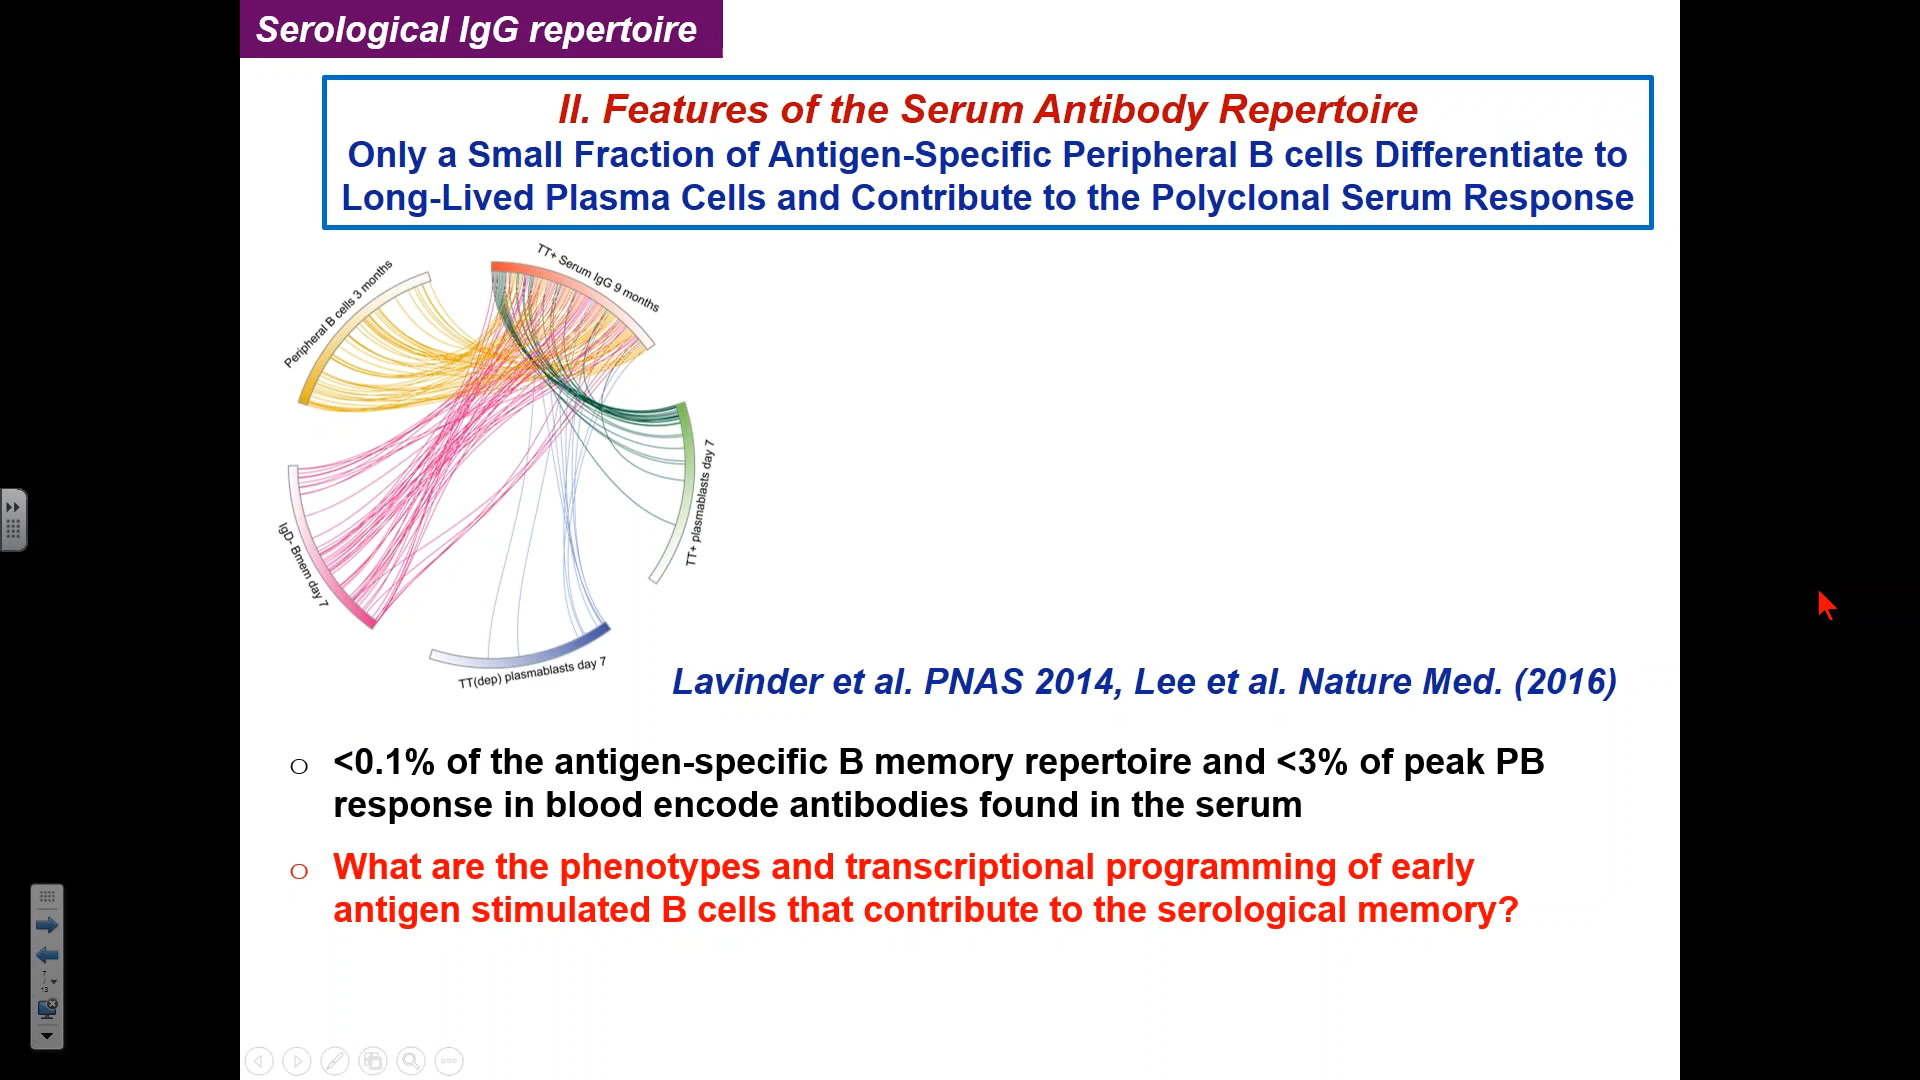 Serological IgG repertoire
II. Features of the Serum Antibody Repertoire
Only a Small Fraction of Antigen-Specific Peripheral B cells Differentiate to
Long-Lived Plasma Cells and Contribute to the Polyclonal Serum Response
TT+ Serum IgG 9 months
Peripheral B cells 3 months
TT+ plasmablasts day 7
IgD- Bmem day 7
TT(dep) plasmablasts day 7
Lavinder et al. PNAS 2014, Lee et al. Nature Med. (2016)
o <0.1% of the antigen-specific B memory repertoire and <3% of peak PB
response in blood encode antibodies found in the serum
o What are the phenotypes and transcriptional programming of early
antigen stimulated B cells that contribute to the serological memory?
7
/
13